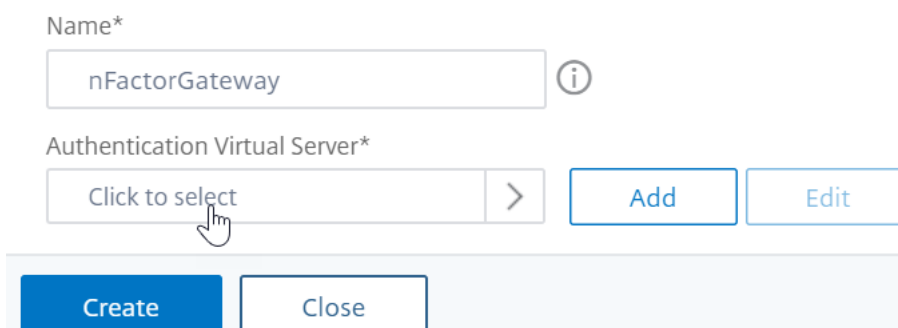 Name*
nFactorGateway
Authentication Virtual Server*
Click to select
Add
Edit
Create
Close